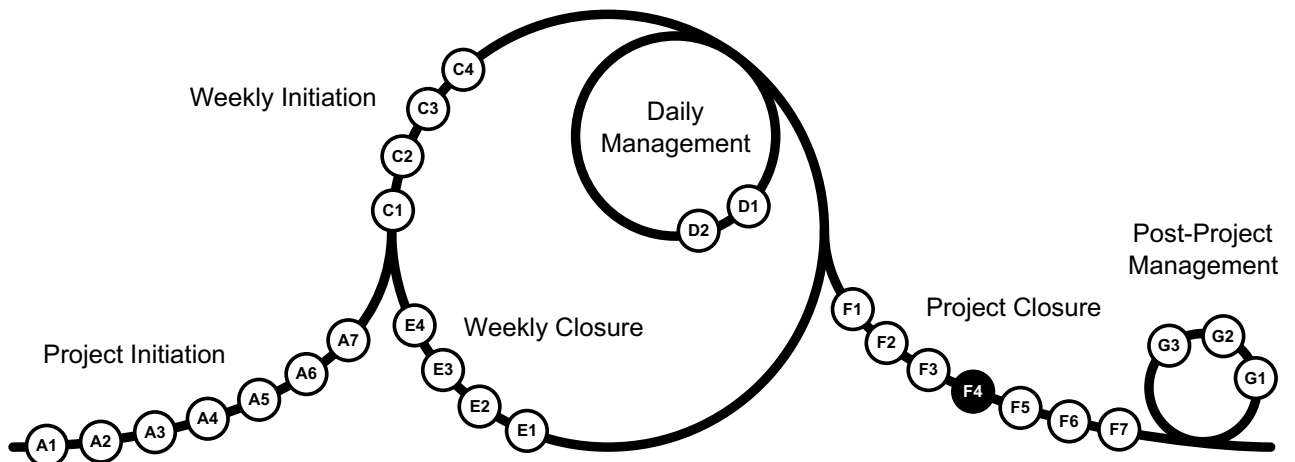 Project Initiation
A1
A2
A3
A4
A5
A6
A7
Weekly Initiation
C1
C2
C3
C4
Daily
Management
D1
D2
Weekly Closure
E1
E2
E3
E4
Project Closure
F1
F2
F3
F4
F5
F6
F7
Post-Project
Management
G1
G2
G3